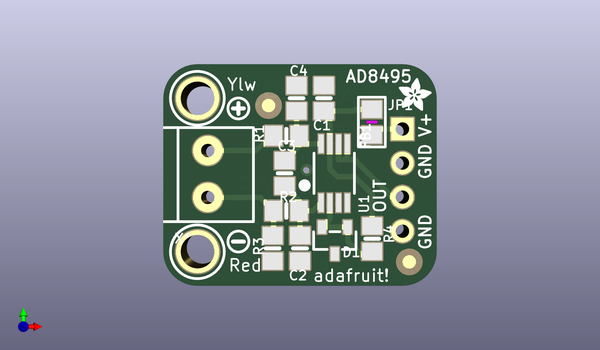 C4
AD8495
Ylw
JP1
C1
R1
V+
C3
GND
R2
OUT
U1
GND
R4
R3
D1
Red
C2
adafruit!